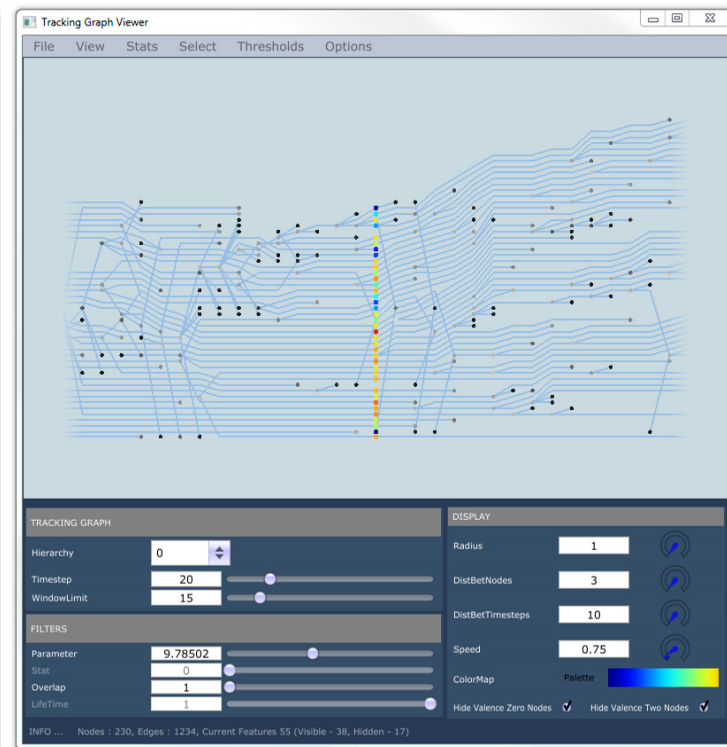 Tracking Graph Viewer
File View Stats Select Thresholds Options
TRACKING GRAPH
Hierarchy 0
Timestep 20
WindowLimit 15
FILTERS
Parameter 9.78502
Stat 0
Overlap 1
LifeTime 1
DISPLAY
Radius 1
DistBetNodes 3
DistBetTimesteps 10
Speed 0.75
ColorMap Palette
Hide Valence Zero Nodes Hide Valence Two Nodes
INFO ... Nodes : 230, Edges : 1234, Current Features 55 (Visible - 38, Hidden - 17)